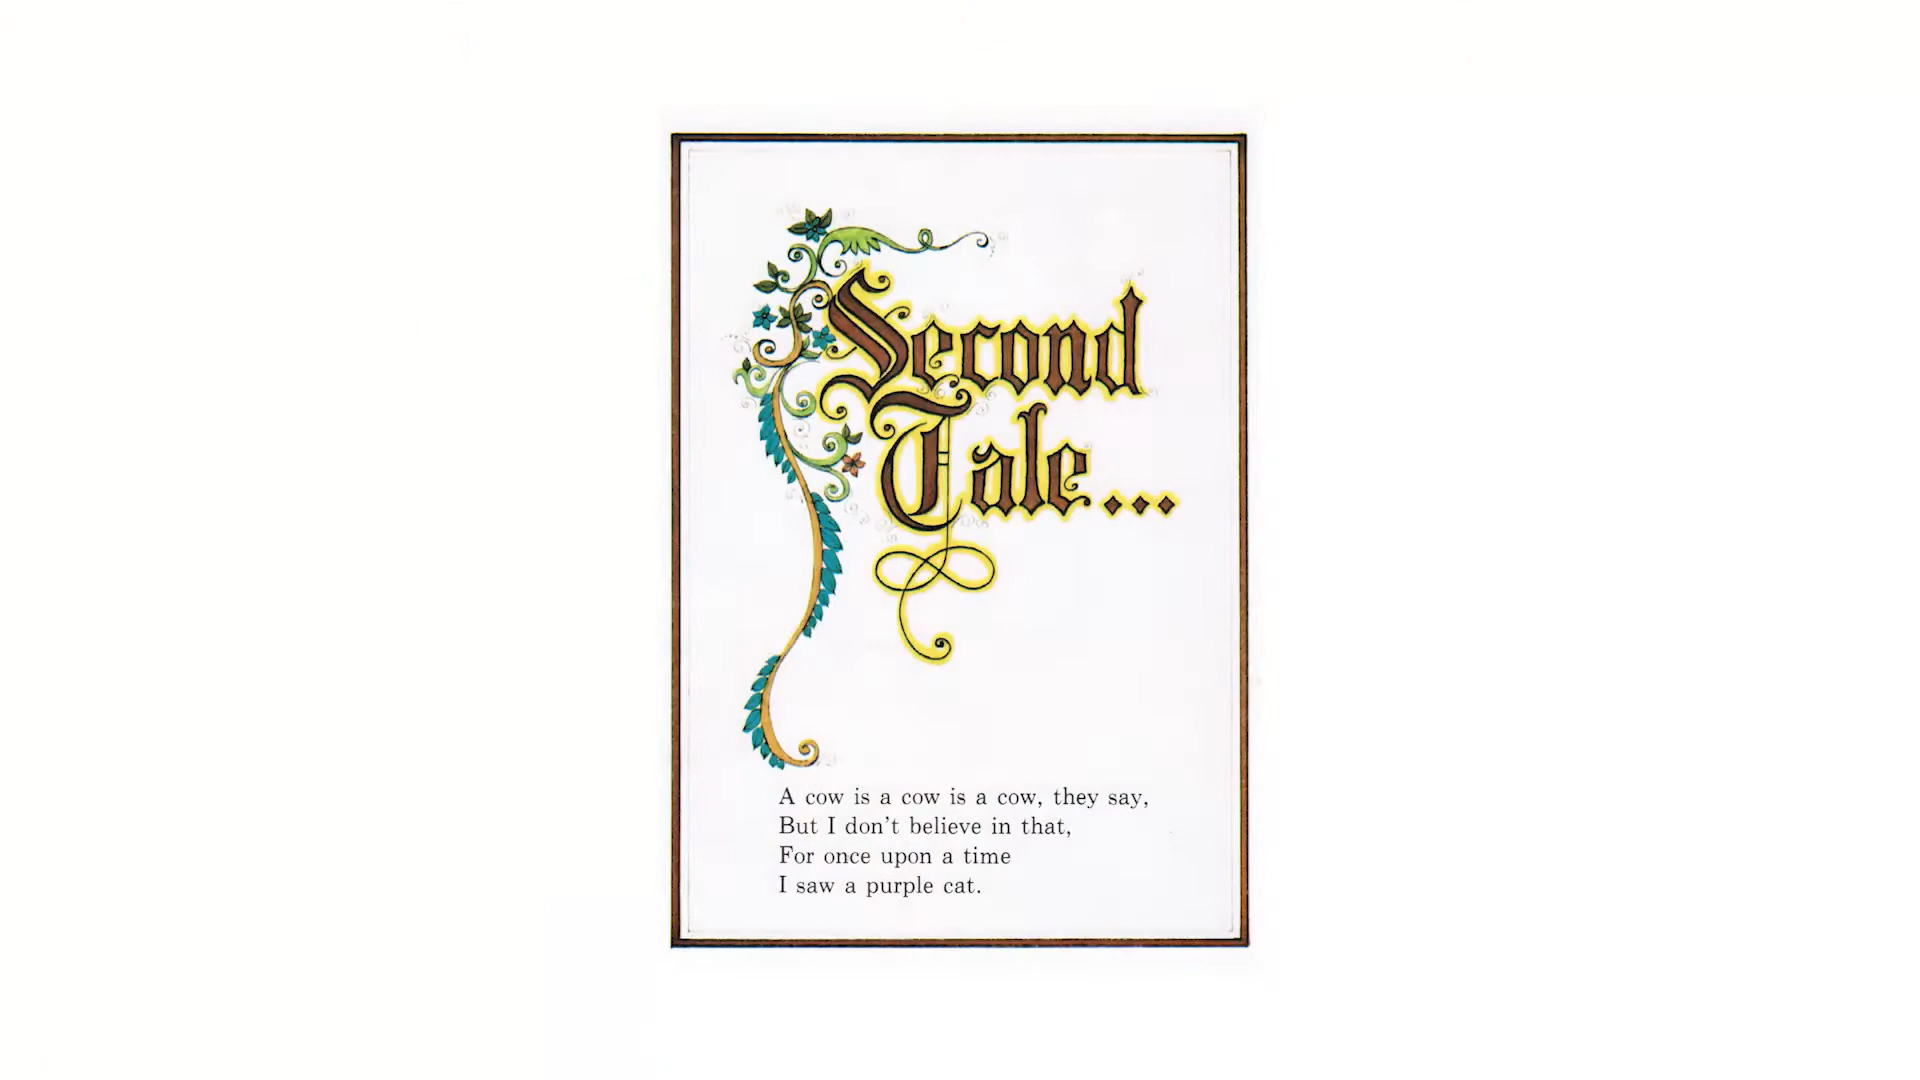 Second
Tale...
A cow is a cow is a cow, they say,
But I don't believe in that,
For once upon a time
I saw a purple cat.